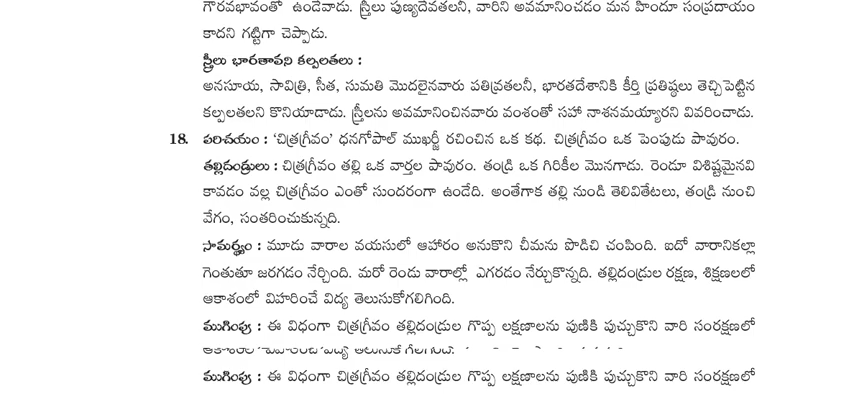 గౌరవభావంతో ఉండేవాడు. స్త్రీలు పుణ్యదేవతలని, వారిని అవమానించడం మన హిందూ సంప్రదాయం
కాదని గట్టిగా చెప్పాడు.
స్త్రీలు భారతావని కల్పలతలు :
అనసూయ, సావిత్రి, సీత, సుమతి మొదలైనవారు పతివ్రతలనీ, భారతదేశానికి కీర్తి ప్రతిష్ఠలు తెచ్చిపెట్టిన
కల్పలతలని కొనియాడాడు. స్త్రీలను అవమానించినవారు వంశంతో సహా నాశనమయ్యారని వివరించాడు.
18. పరిచయం : ‘చిత్రగ్రీవం’ ధనగోపాల్ ముఖర్జీ రచించిన ఒక కథ. చిత్రగ్రీవం ఒక పెంపుడు పావురం.
తల్లిదండ్రులు : చిత్రగ్రీవం తల్లి ఒక వార్తల పావురం. తండ్రి ఒక గిరికీల మొనగాడు. రెండూ విశిష్టమైనవి
కావడం వల్ల చిత్రగ్రీవం ఎంతో సుందరంగా ఉండేది. అంతేగాక తల్లి నుండి తెలివితేటలు, తండ్రి నుంచి
వేగం, సంతరించుకున్నది.
సామర్థ్యం : మూడు వారాల వయసులో ఆహారం అనుకొని చీమను పొడిచి చంపింది. ఐదో వారానికల్లా
గెంతుతూ జరగడం నేర్చింది. మరో రెండు వారాల్లో ఎగరడం నేర్చుకొన్నది. తల్లిదండ్రుల రక్షణ, శిక్షణలలో
ఆకాశంలో విహరించే విద్య తెలుసుకోగలిగింది.
ముగింపు : ఈ విధంగా చిత్రగ్రీవం తల్లిదండ్రుల గొప్ప లక్షణాలను పుణికి పుచ్చుకొని వారి సంరక్షణలో
ముగింపు : ఈ విధంగా చిత్రగ్రీవం తల్లిదండ్రుల గొప్ప లక్షణాలను పుణికి పుచ్చుకొని వారి సంరక్షణలో